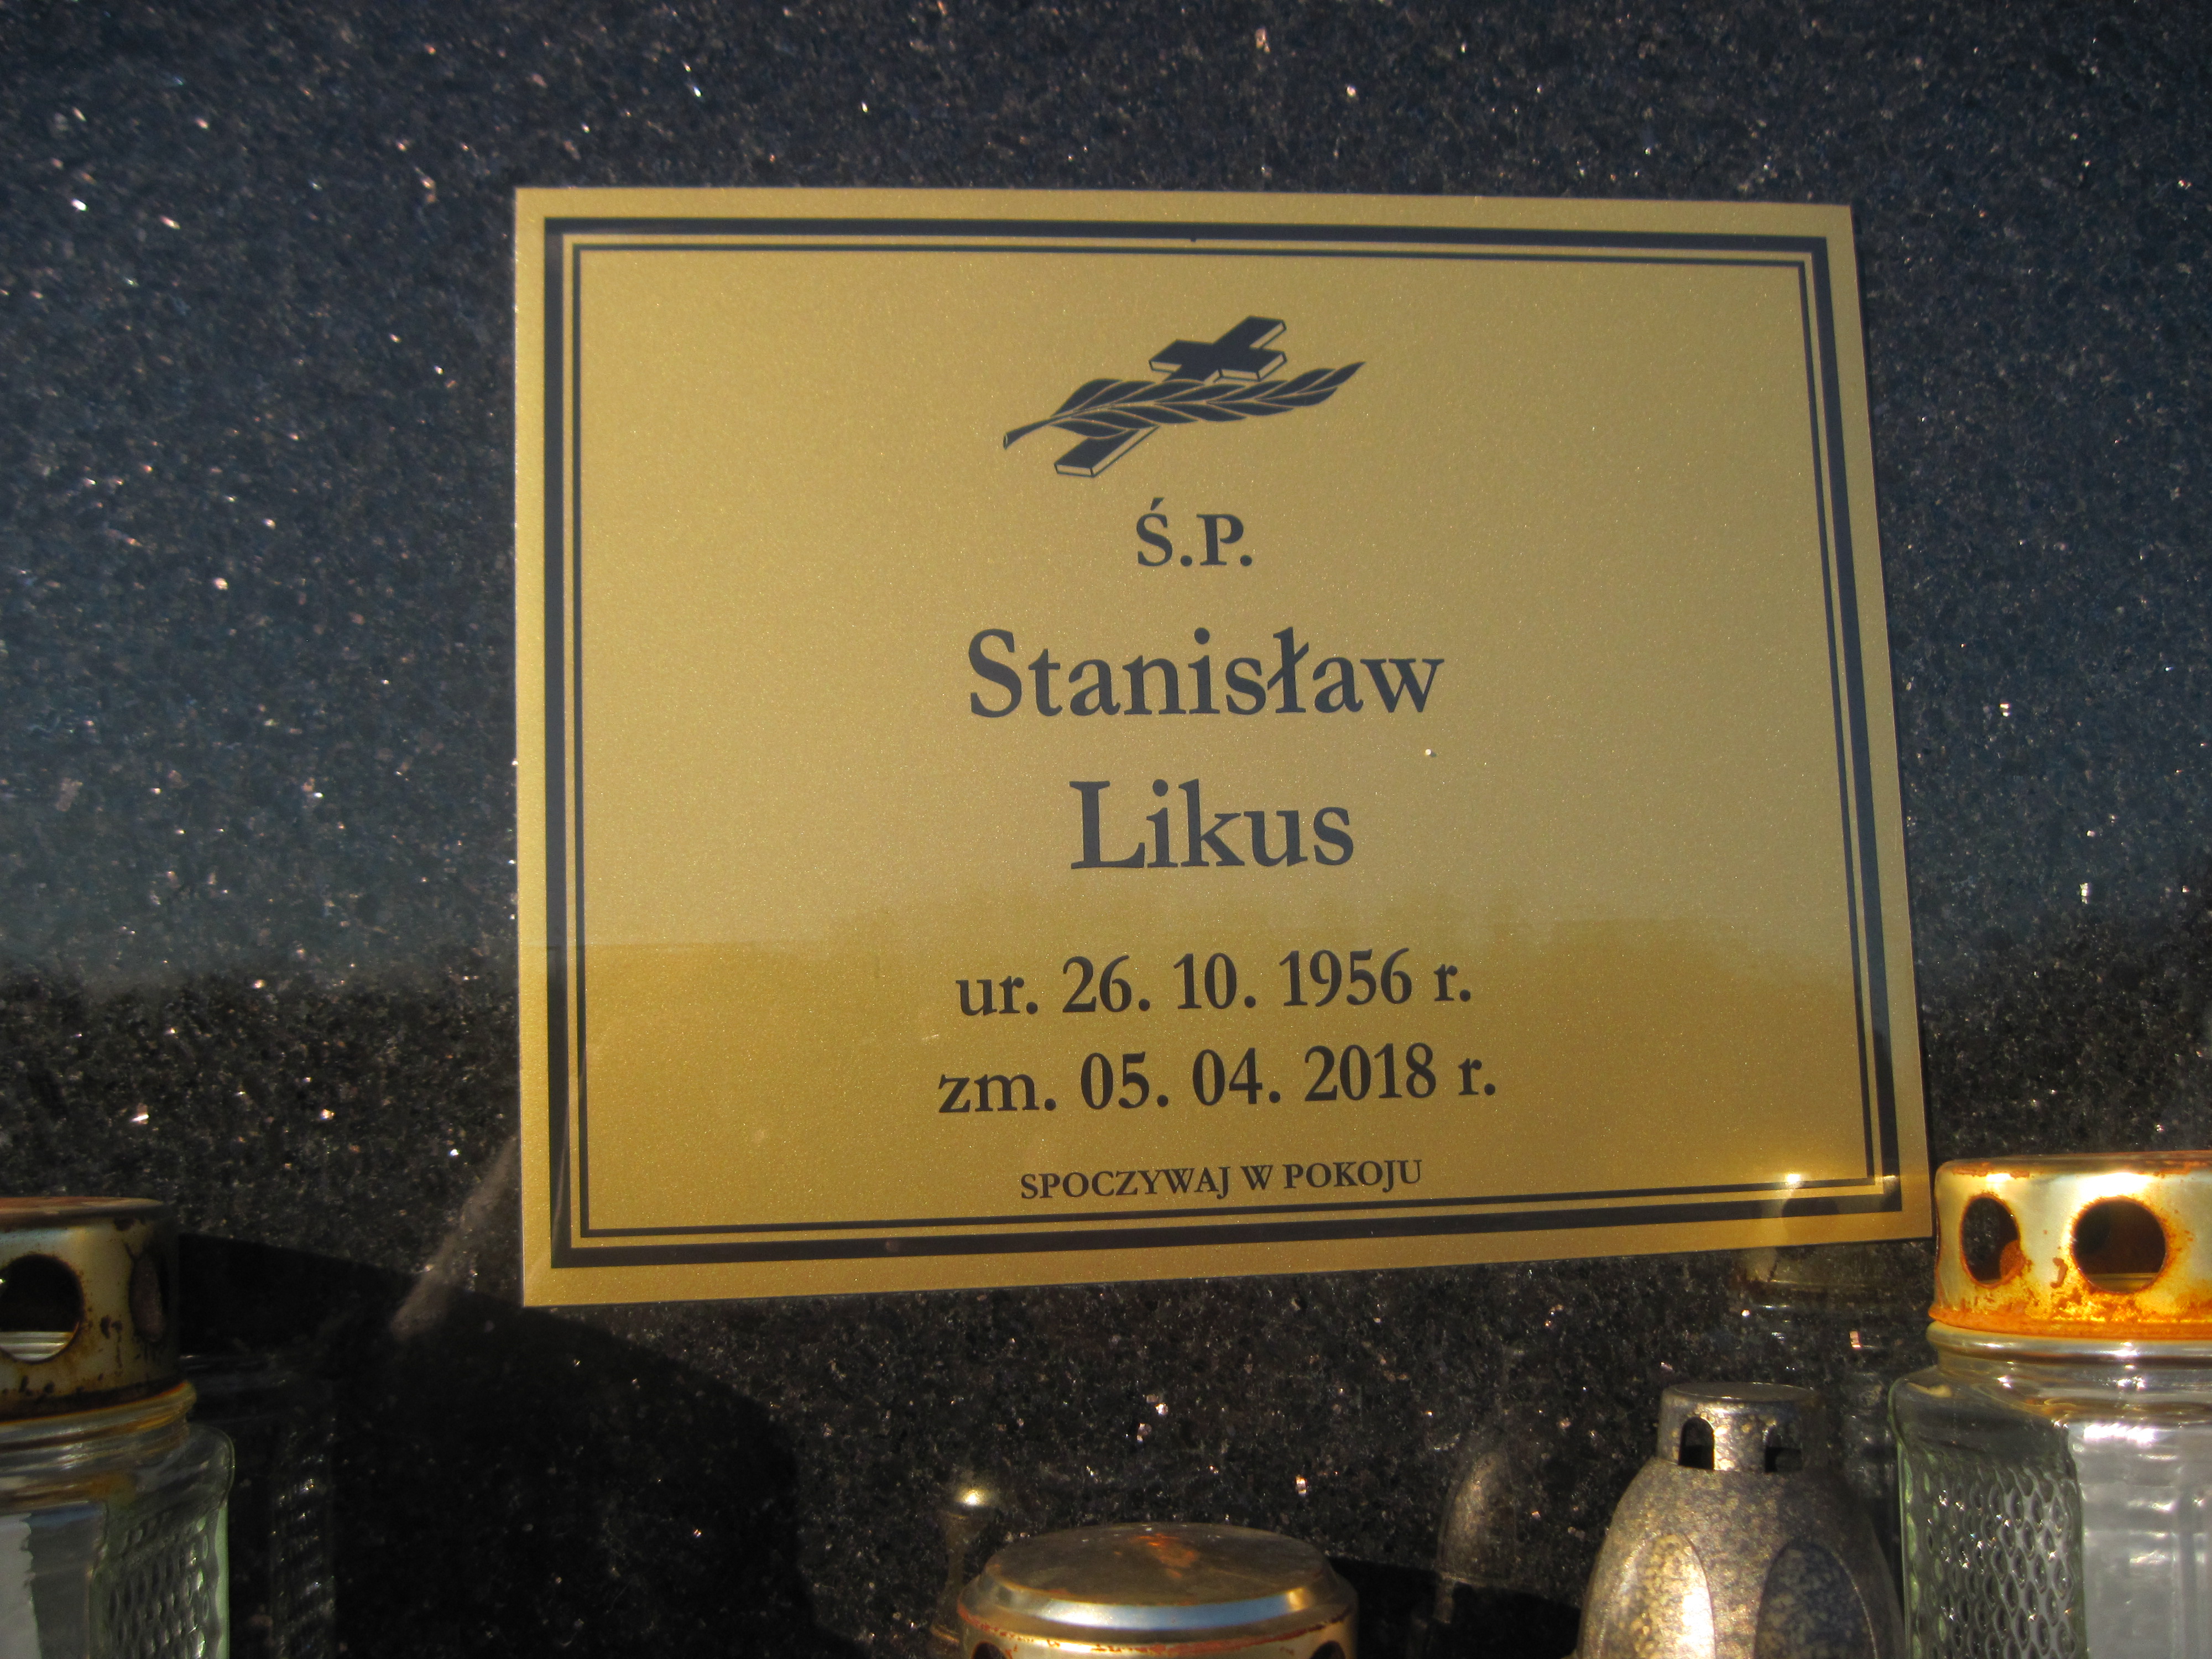 Ś.P.
Stanisław
Likus
ur. 26. 10. 1956 r.
zm. 05. 04. 2018 r.
SPOCZYWAJ W POKOJU